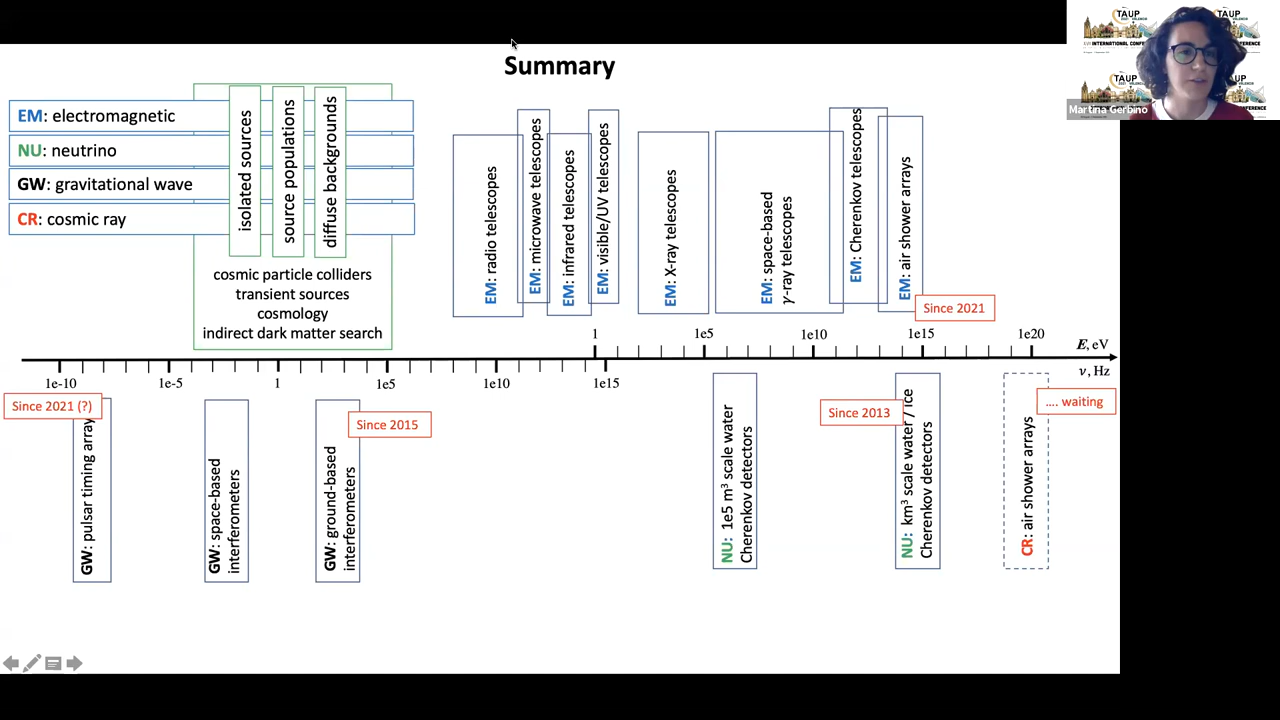 Summary
TAUP
INTERNATIONAL CONFERENCE
TAUP
Martina Gerbino
EM: electromagnetic
NU: neutrino
GW: gravitational wave
CR: cosmic ray
isolated sources
source populations
diffuse backgrounds
cosmic particle colliders
transient sources
cosmology
indirect dark matter search
EM: radio telescopes
EM: microwave telescopes
EM: infrared telescopes
EM: visible/UV telescopes
EM: X-ray telescopes
EM: space-based
γ-ray telescopes
EM: Cherenkov telescopes
EM: air shower arrays
Since 2021
1 1e5 1e10 1e15 1e20
E, eV
ν, Hz
1e-10 1e-5 1 1e5 1e10 1e15
Since 2021 (?)
GW: pulsar timing array
GW: space-based
interferometers
GW: ground-based
interferometers
Since 2015
NU: 1e5 m³ scale water
Cherenkov detectors
Since 2013
NU: km³ scale water / ice
Cherenkov detectors
CR: air shower arrays
.... waiting